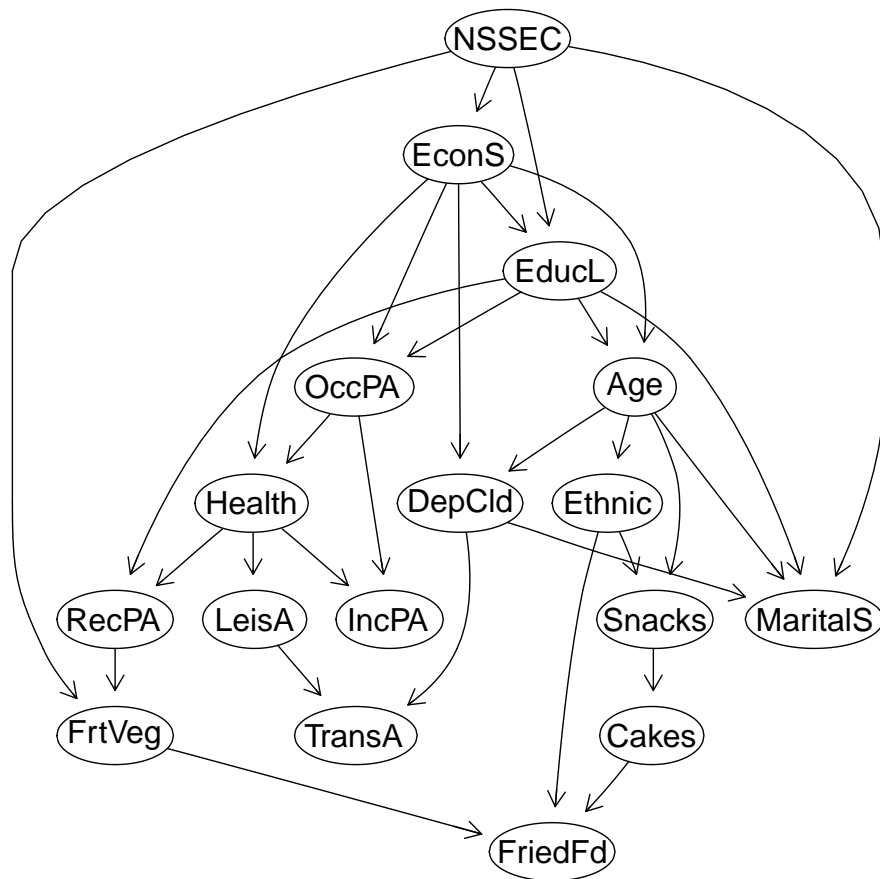 NSSEC
EconS
EducL
OccPA
Age
Health
DepCld
Ethnic
RecPA
LeisA
IncPA
Snacks
MaritalS
FrtVeg
TransA
Cakes
FriedFd